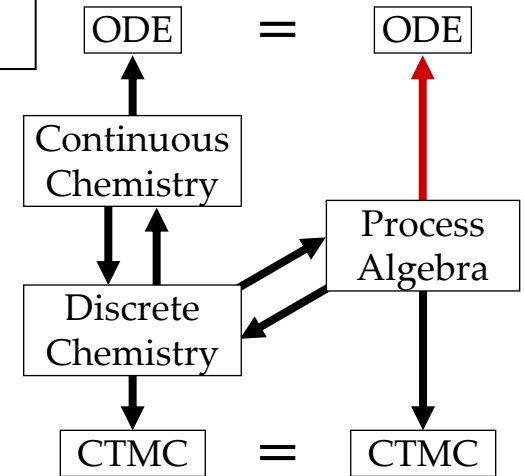 ODE = ODE
Continuous
Chemistry
Process
Algebra
Discrete
Chemistry
CTMC = CTMC